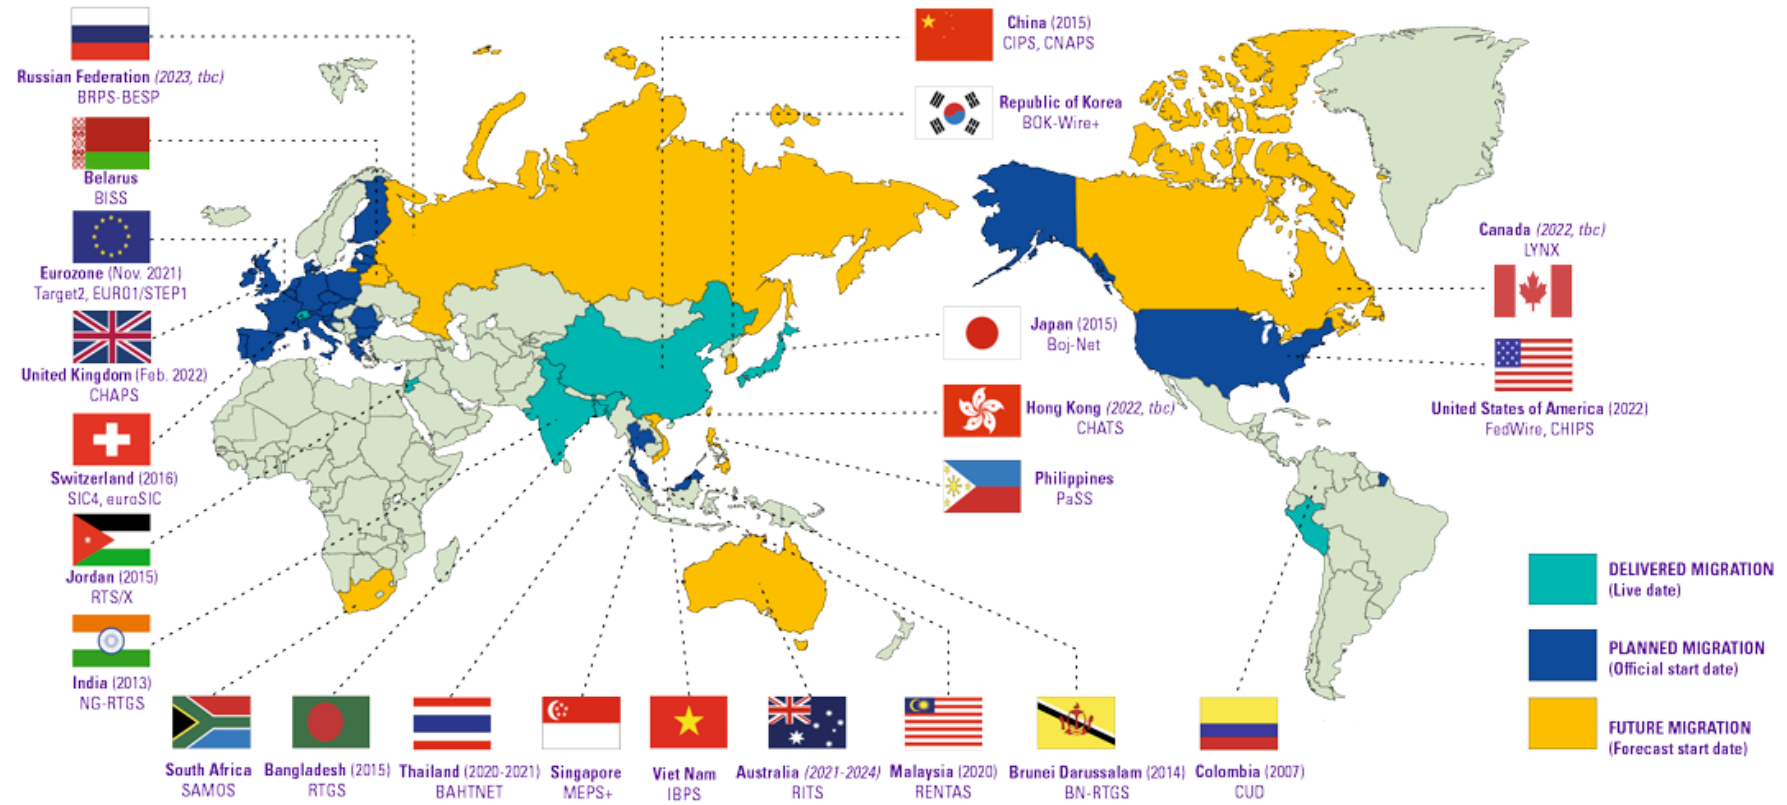 Russian Federation (2023, tbc)
BRPS-BESP
Belarus
BISS
Eurozone (Nov. 2021)
Target2, EURO1/STEP1
United Kingdom (Feb. 2022)
CHAPS
Switzerland (2016)
SIC4, euroSIC
Jordan (2015)
RTS/X
India (2013)
NG-RTGS
South Africa
SAMOS
Bangladesh (2015)
RTGS
Thailand (2020-2021)
BAHTNET
Singapore
MEPS+
Viet Nam
IBPS
Australia (2021-2024)
RITS
Malaysia (2020)
RENTAS
Brunei Darussalam (2014)
BN-RTGS
Colombia (2007)
CUD
China (2015)
CIPS, CNAPS
Republic of Korea
BOK-Wire+
Japan (2015)
Boj-Net
Hong Kong (2022, tbc)
CHATS
Philippines
PaSS
Canada (2022, tbc)
LYNX
United States of America (2022)
FedWire, CHIPS
DELIVERED MIGRATION
(Live date)
PLANNED MIGRATION
(Official start date)
FUTURE MIGRATION
(Forecast start date)